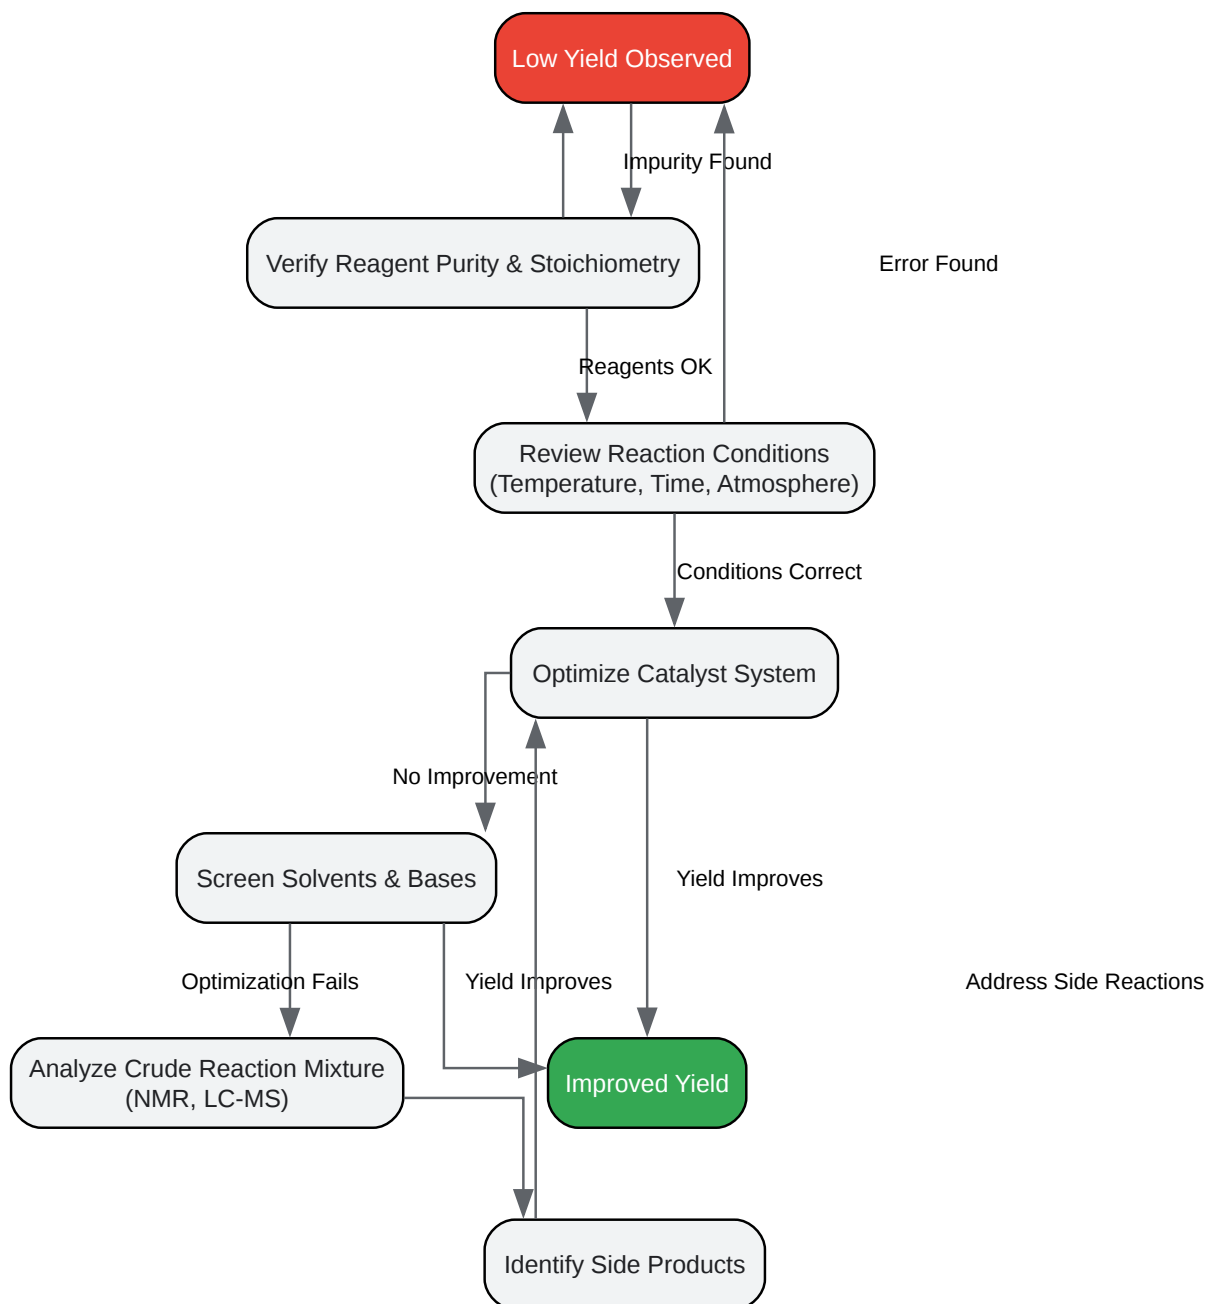 Low Yield Observed
Impurity Found
Verify Reagent Purity & Stoichiometry
Error Found
Reagents OK
Review Reaction Conditions
(Temperature, Time, Atmosphere)
Conditions Correct
Optimize Catalyst System
No Improvement
Screen Solvents & Bases
Yield Improves
Optimization Fails
Yield Improves
Address Side Reactions
Analyze Crude Reaction Mixture
(NMR, LC-MS)
Improved Yield
Identify Side Products